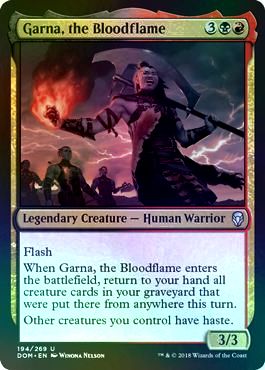 Garna, the Bloodflame 3
Legendary Creature — Human Warrior
Flash
When Garna, the Bloodflame enters
the battlefield, return to your hand all
creature cards in your graveyard that
were put there from anywhere this turn.
Other creatures you control have haste.
3/3
194/269 U
DOM • EN Winona Nelson
™ & © 2018 Wizards of the Coast